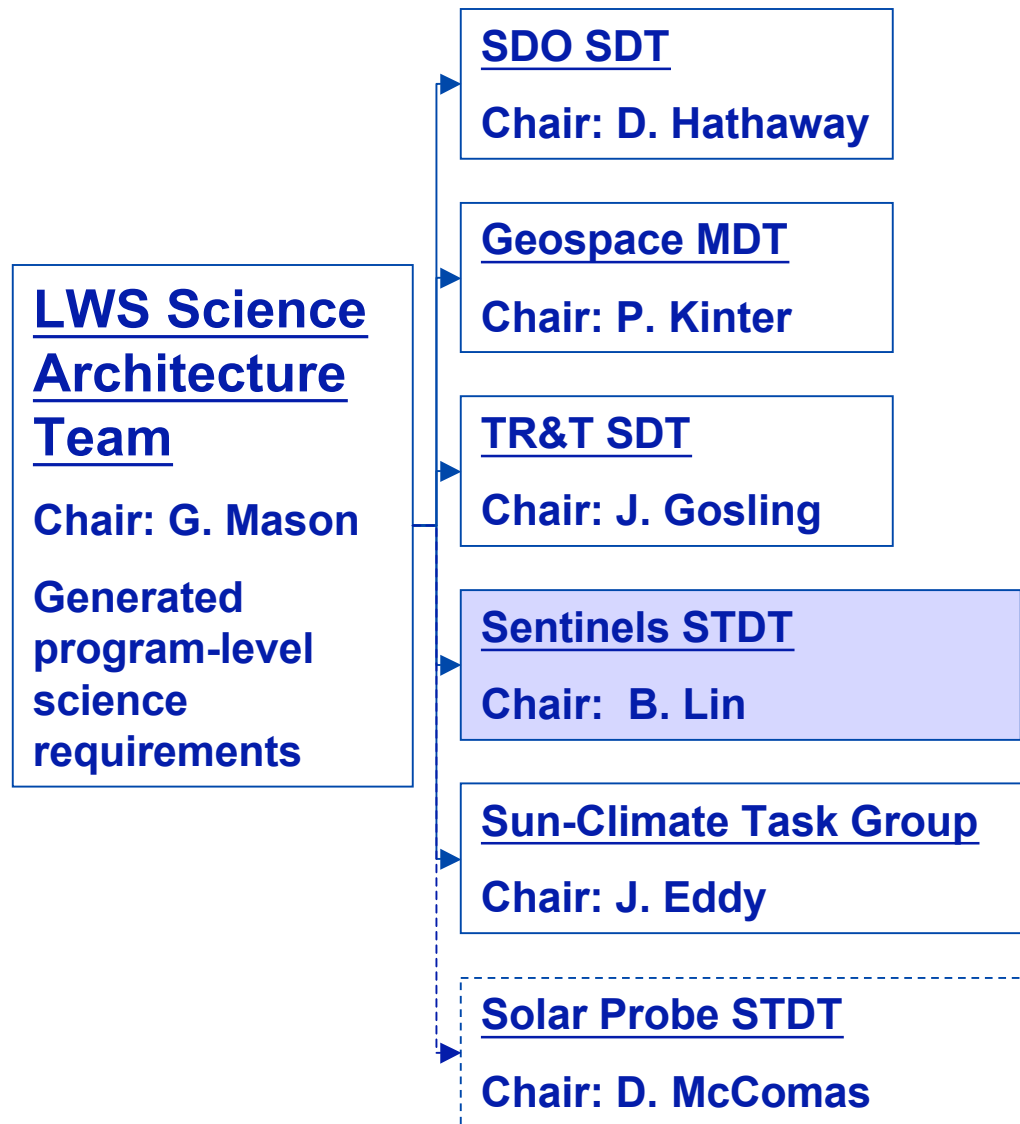 LWS Science
Architecture
Team
Chair: G. Mason
Generated
program-level
science
requirements
SDO SDT
Chair: D. Hathaway
Geospace MDT
Chair: P. Kinter
TR&T SDT
Chair: J. Gosling
Sentinels STDT
Chair:  B. Lin
Sun-Climate Task Group
Chair: J. Eddy
Solar Probe STDT
Chair: D. McComas